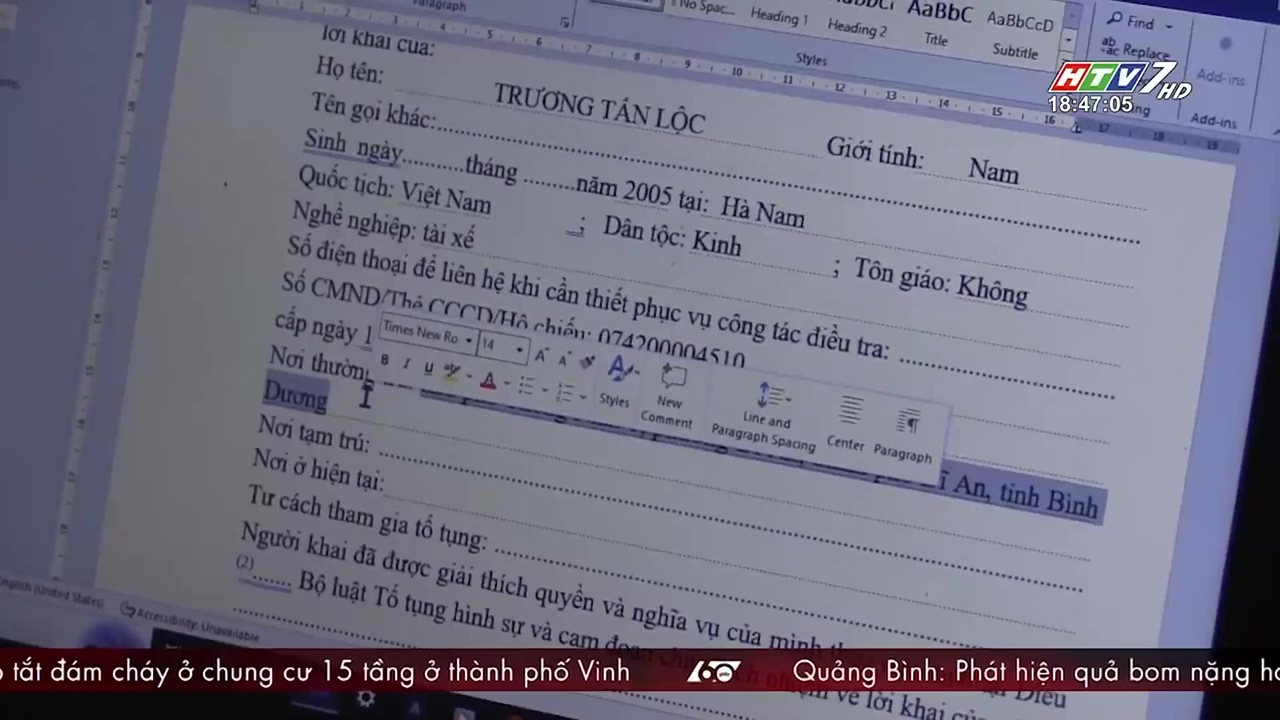 Paragraph
No Spac... Heading 1 Heading 2 Title Subtitle
AaBbC AaBbCcD
Styles
Find
Replace
Add-ins
Add-ins
HTV7 HD
18:47:05
lời khai của:
Họ tên: TRƯƠNG TẤN LỘC Giới tính: Nam
Tên gọi khác:
Sinh ngày..........tháng ........năm 2005 tại: Hà Nam
Quốc tịch: Việt Nam ; Dân tộc: Kinh ; Tôn giáo: Không
Nghề nghiệp: tài xế
Số điện thoại để liên hệ khi cần thiết phục vụ công tác điều tra:
Số CMND/Thẻ CCCD/Hộ chiếu: 074200004510
cấp ngày 1
Times New Ro 14
B I U
Styles
New Comment
Line and Paragraph Spacing
Center
Paragraph
Nơi thườn
Ĩ An, tỉnh Bình
Dương
Nơi tạm trú:
Nơi ở hiện tại:
Tư cách tham gia tố tụng:
Người khai đã được giải thích quyền và nghĩa vụ của mình
(2)....... Bộ luật Tố tụng hình sự và cam đoan
về lời khai của
Điều
English (United States) Accessibility: Unavailable
tắt đám cháy ở chung cư 15 tầng ở thành phố Vinh 60 Quảng Bình: Phát hiện quả bom nặng